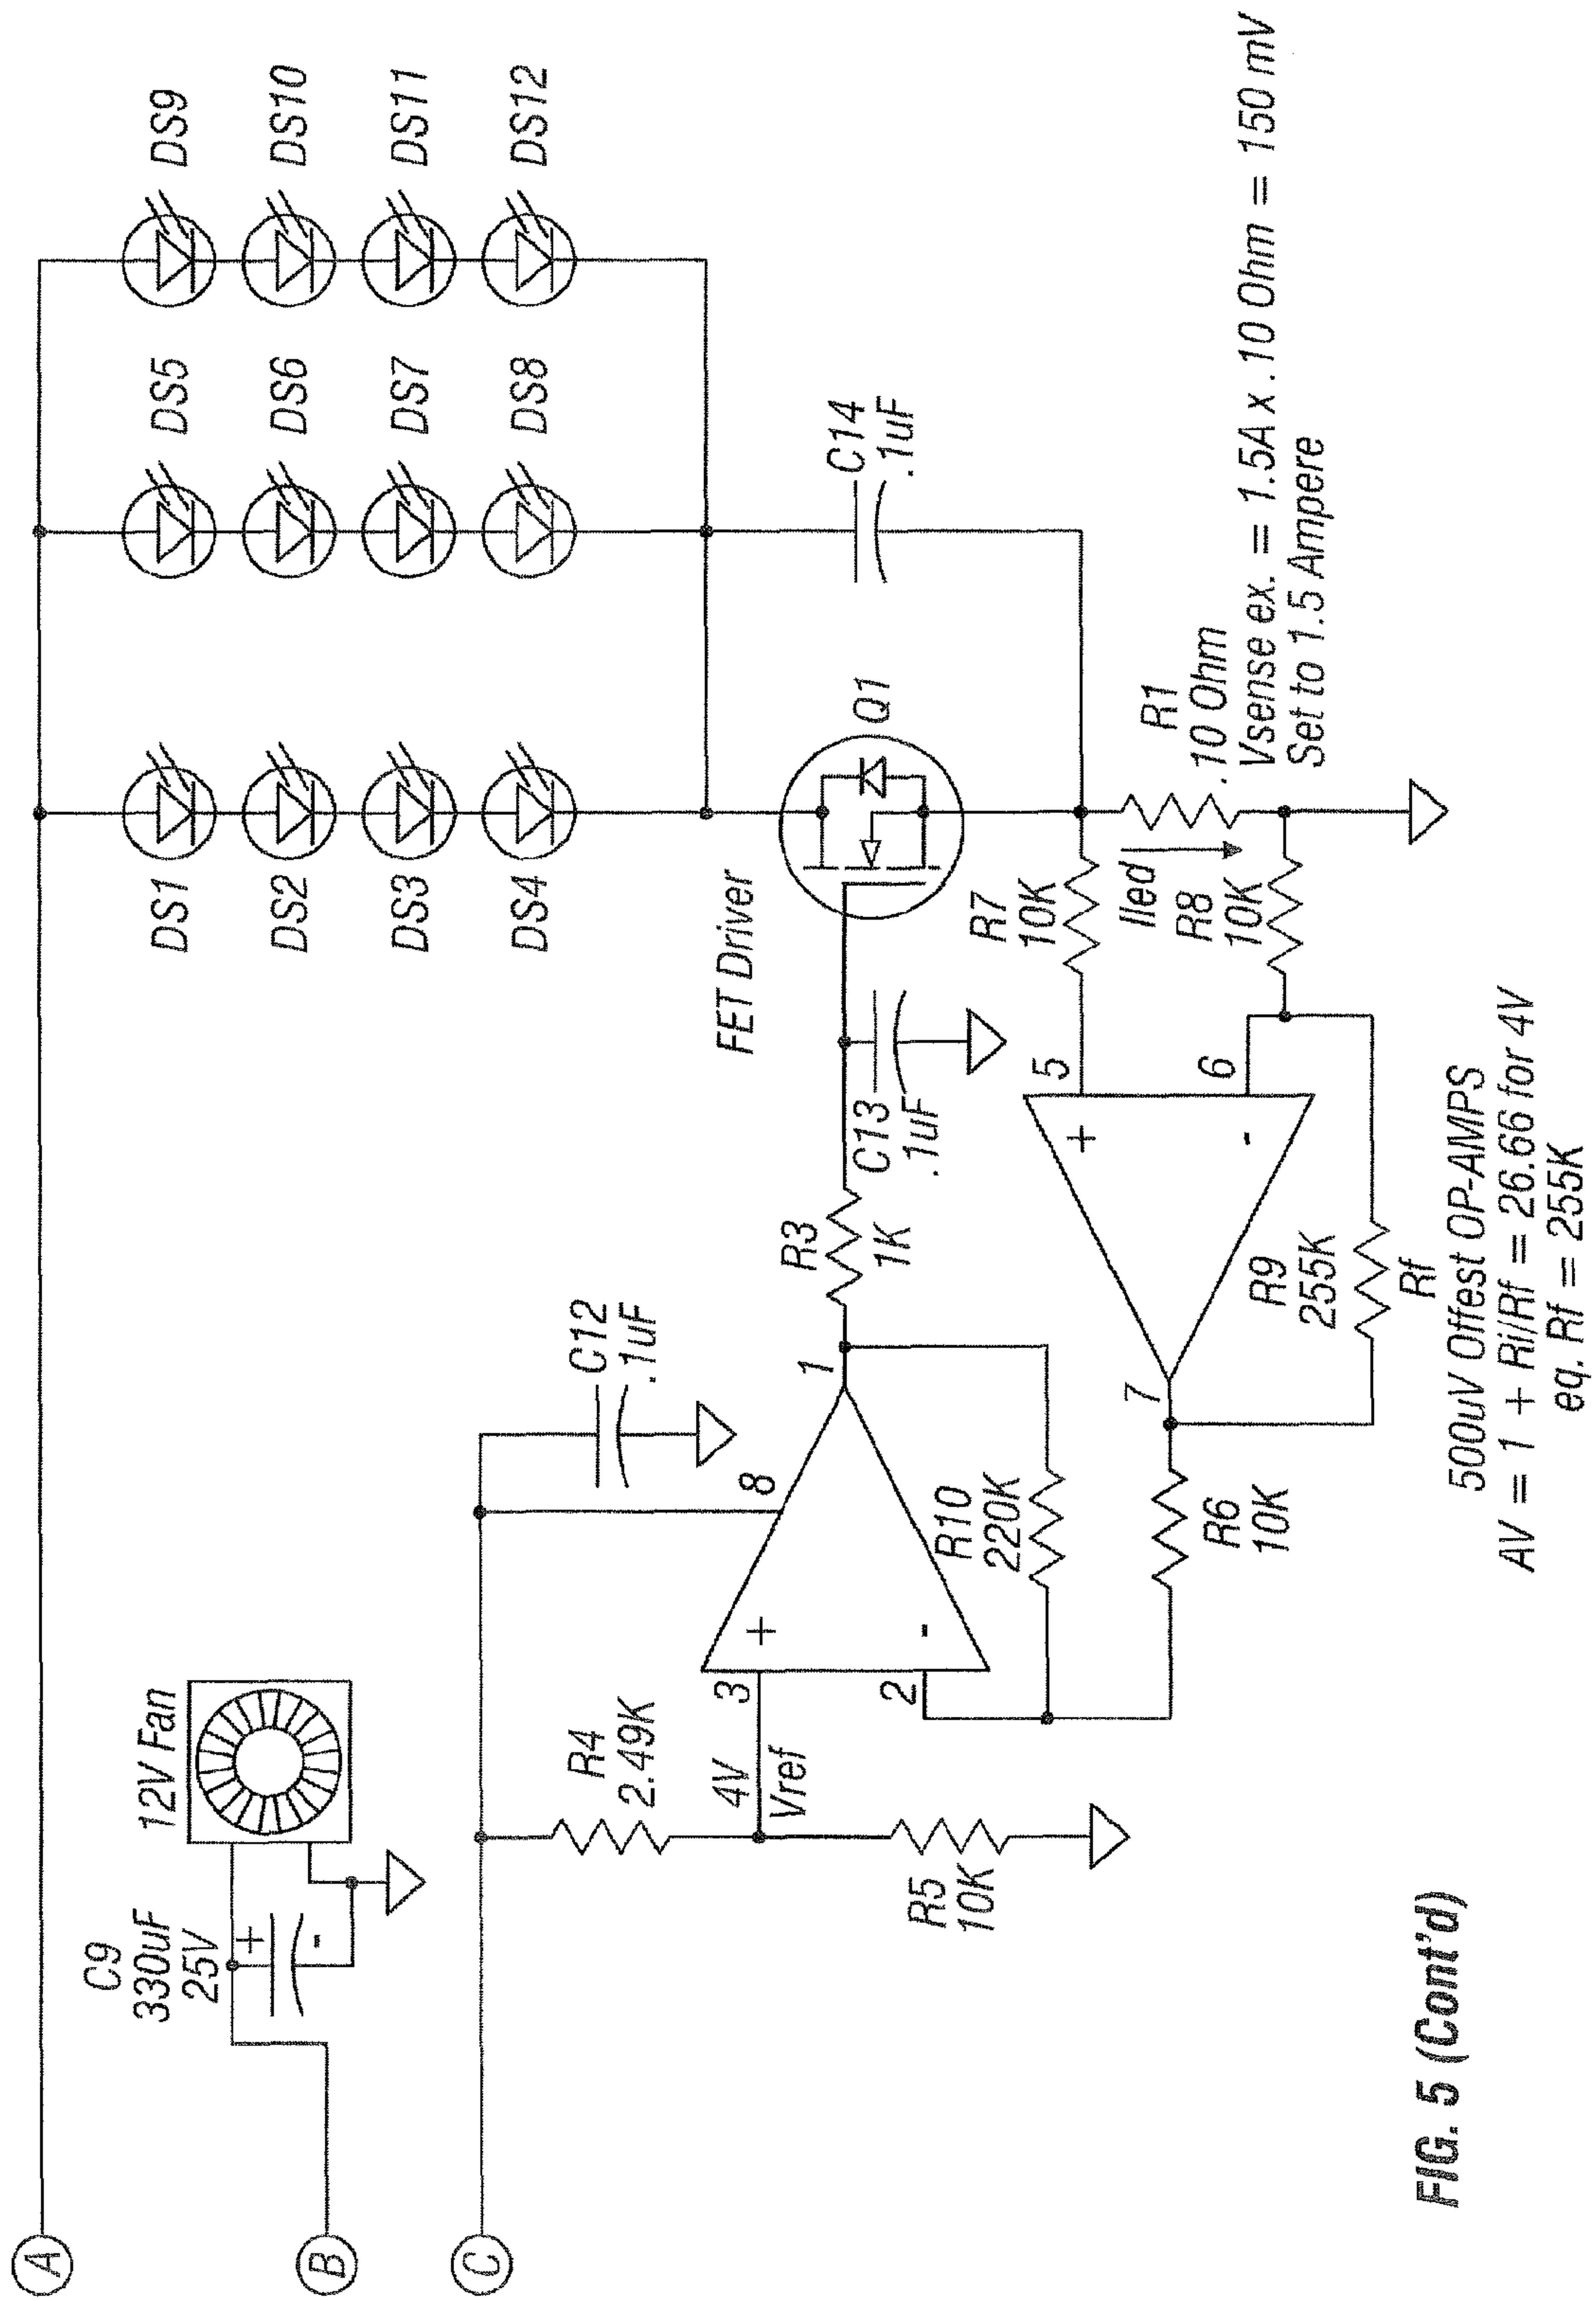 A
B
C
C9
330uF
25V
+
-
12V Fan
DS1
DS2
DS3
DS4
DS5
DS6
DS7
DS8
DS9
DS10
DS11
DS12
R4
2.49K
4V
Vref
R5
10K
3
2
+
-
8
1
C12
.1uF
R10
220K
R6
10K
R3
1K
C13
.1uF
FET Driver
Q1
C14
.1uF
R7
10K
Iled
R8
10K
R1
.10 Ohm
Vsense ex. = 1.5A x .10 Ohm = 150 mV
Set to 1.5 Ampere
5
6
7
+
-
R9
255K
Rf
500uV Offest OP-AMPS
AV = 1 + Ri/Rf = 26.66 for 4V
eq. Rf = 255K
FIG. 5 (Cont'd)